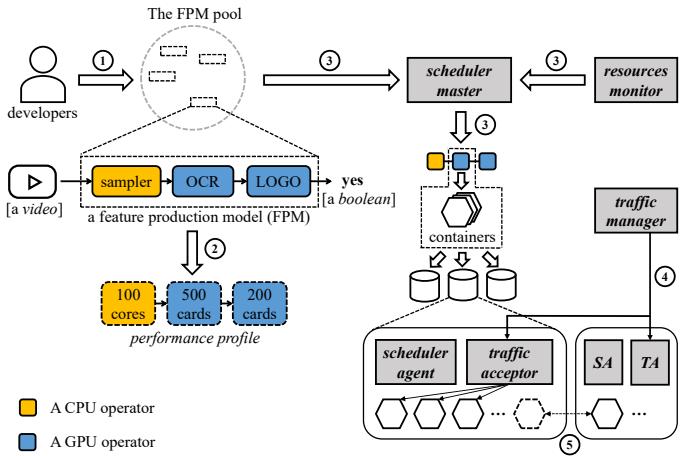 The FPM pool
1
developers
3
scheduler
master
3
resources
monitor
3
sampler
OCR
LOGO
yes
[a video]
[a boolean]
a feature production model (FPM)
containers
traffic
manager
2
4
100
cores
500
cards
200
cards
performance profile
scheduler
agent
traffic
acceptor
SA
TA
...
...
5
A CPU operator
A GPU operator